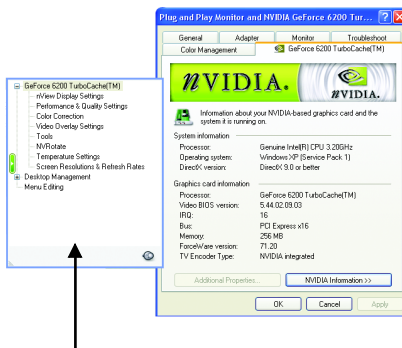 Plug and Play Monitor and NVIDIA GeForce 6200 Tur...
General Adapter Monitor Troubleshoot
Color Management GeForce 6200 TurboCache(TM)
NVIDIA.
NVIDIA.
Information about your NVIDIA-based graphics card and the
system it is running on.
System information
Processor: Genuine Intel(R) CPU 3.20GHz
Operating system: Windows XP (Service Pack 1)
DirectX version: DirectX 9.0 or better
Graphics card information
Processor: GeForce 6200 TurboCache(TM)
Video BIOS version: 5.44.02.09.03
IRQ: 16
Bus: PCI Express x16
Memory: 256 MB
ForceWare version: 71.20
TV Encoder Type: NVIDIA integrated
Additional Properties... NVIDIA Information >>
OK Cancel Apply
GeForce 6200 TurboCache(TM)
nView Display Settings
Performance & Quality Settings
Color Correction
Video Overlay Settings
Tools
NVRotate
Temperature Settings
Screen Resolutions & Refresh Rates
Desktop Management
Menu Editing